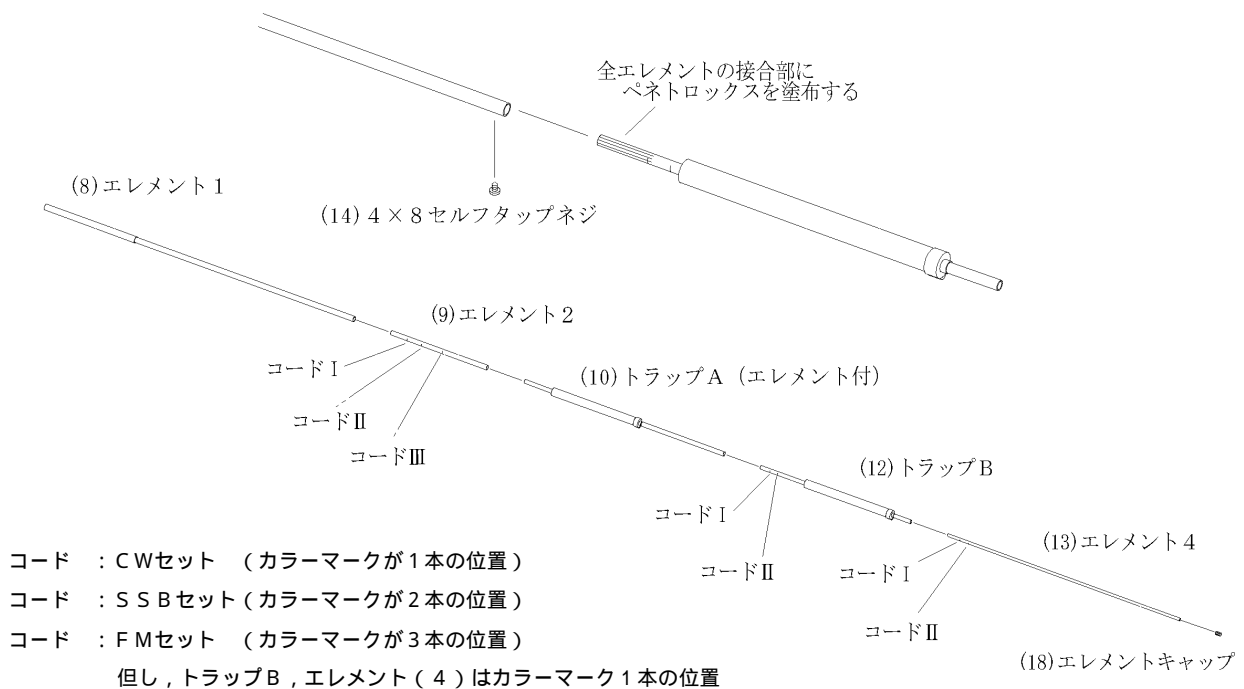 全エレメントの接合部に
ペネトロックスを塗布する
(8)エレメント1
(14)4×8セルフタップネジ
(9)エレメント2
コードⅠ
コードⅡ
コードⅢ
(10)トラップA(エレメント付)
(12)トラップB
コードⅠ
コードⅡ
(13)エレメント4
コードⅠ
コードⅡ
(18)エレメントキャップ
コード :CWセット (カラーマークが1本の位置)
コード :SSBセット(カラーマークが2本の位置)
コード :FMセット (カラーマークが3本の位置)
但し,トラップB,エレメント(4)はカラーマーク1本の位置